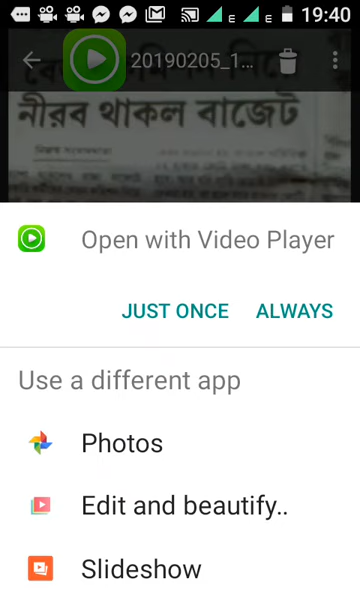 19:40
E E
20190205_1...
নীরব থাকল বাজেট
Open with Video Player
JUST ONCE ALWAYS
Use a different app
Photos
Edit and beautify..
Slideshow